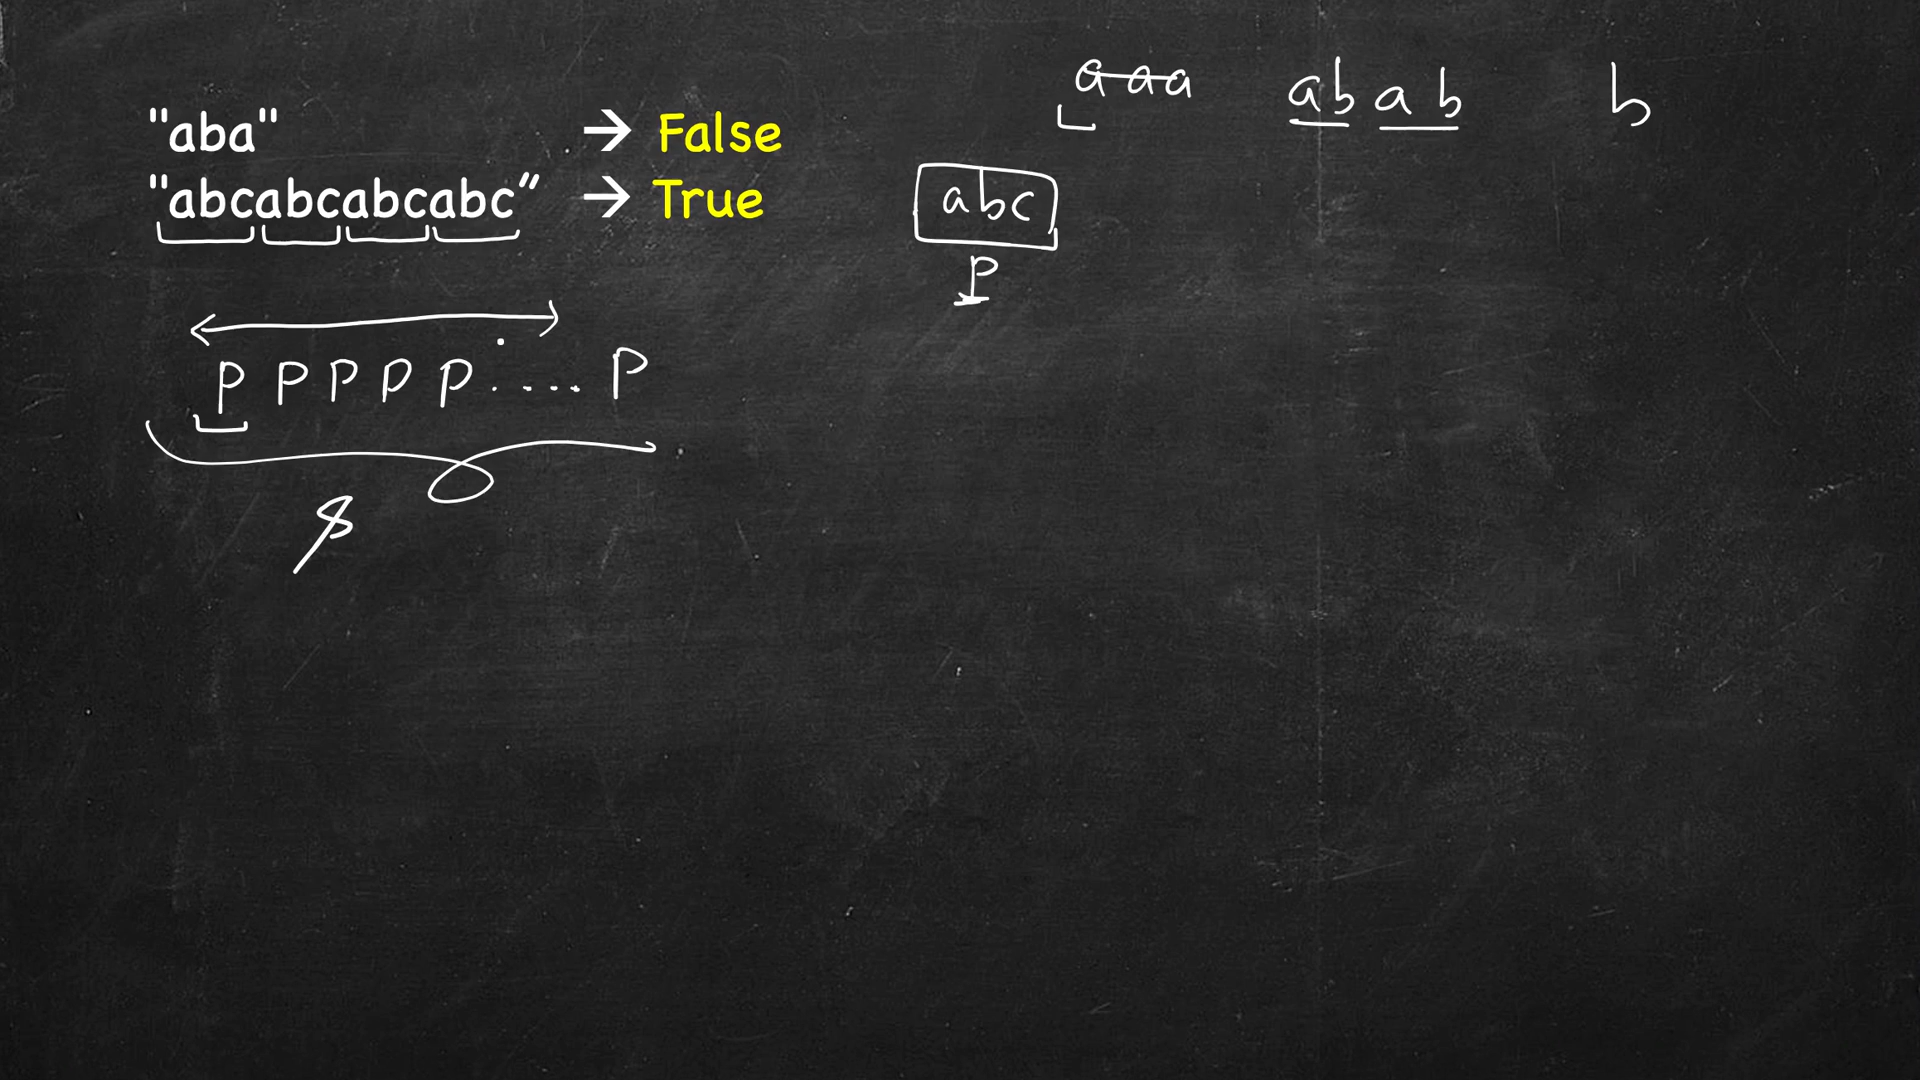 aaa abab b
"aba" → False
"abcabcabcabc" → True
abc
P
P P P P P ..... P
s